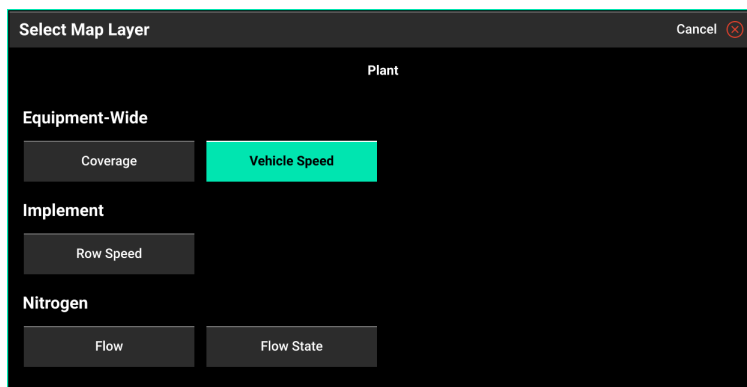 Select Map Layer Cancel
Plant
Equipment-Wide
Coverage Vehicle Speed
Implement
Row Speed
Nitrogen
Flow Flow State